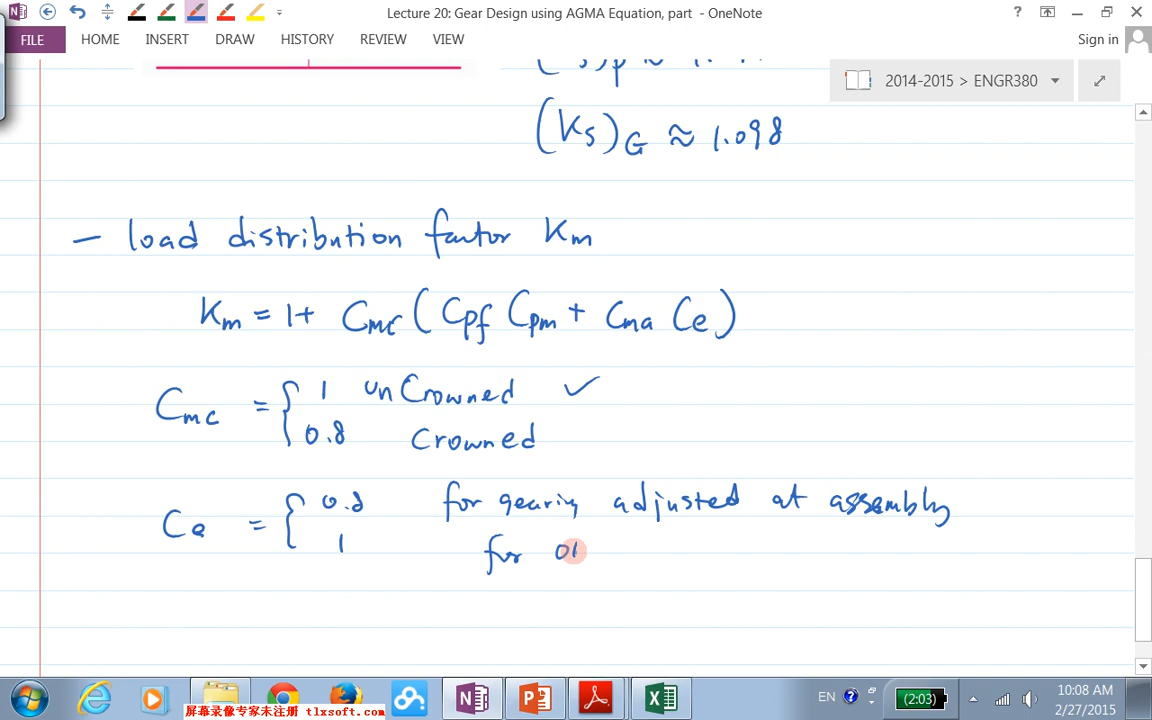 Lecture 20: Gear Design using AGMA Equation, part - OneNote
FILE HOME INSERT DRAW HISTORY REVIEW VIEW Sign in
2014-2015 > ENGR380
(Ks)G ≈ 1.098
— load distribution factor Km
Km = 1+ Cmc ( Cpf Cpm + Cma Ce )
Cmc = { 1 unCrowned ✓
0.8 Crowned
Ce = { 0.8 for gearing adjusted at assembly
1 for
EN (2:03) 10:08 AM
2/27/2015
屏幕录像专家未注册 tlxsoft.com